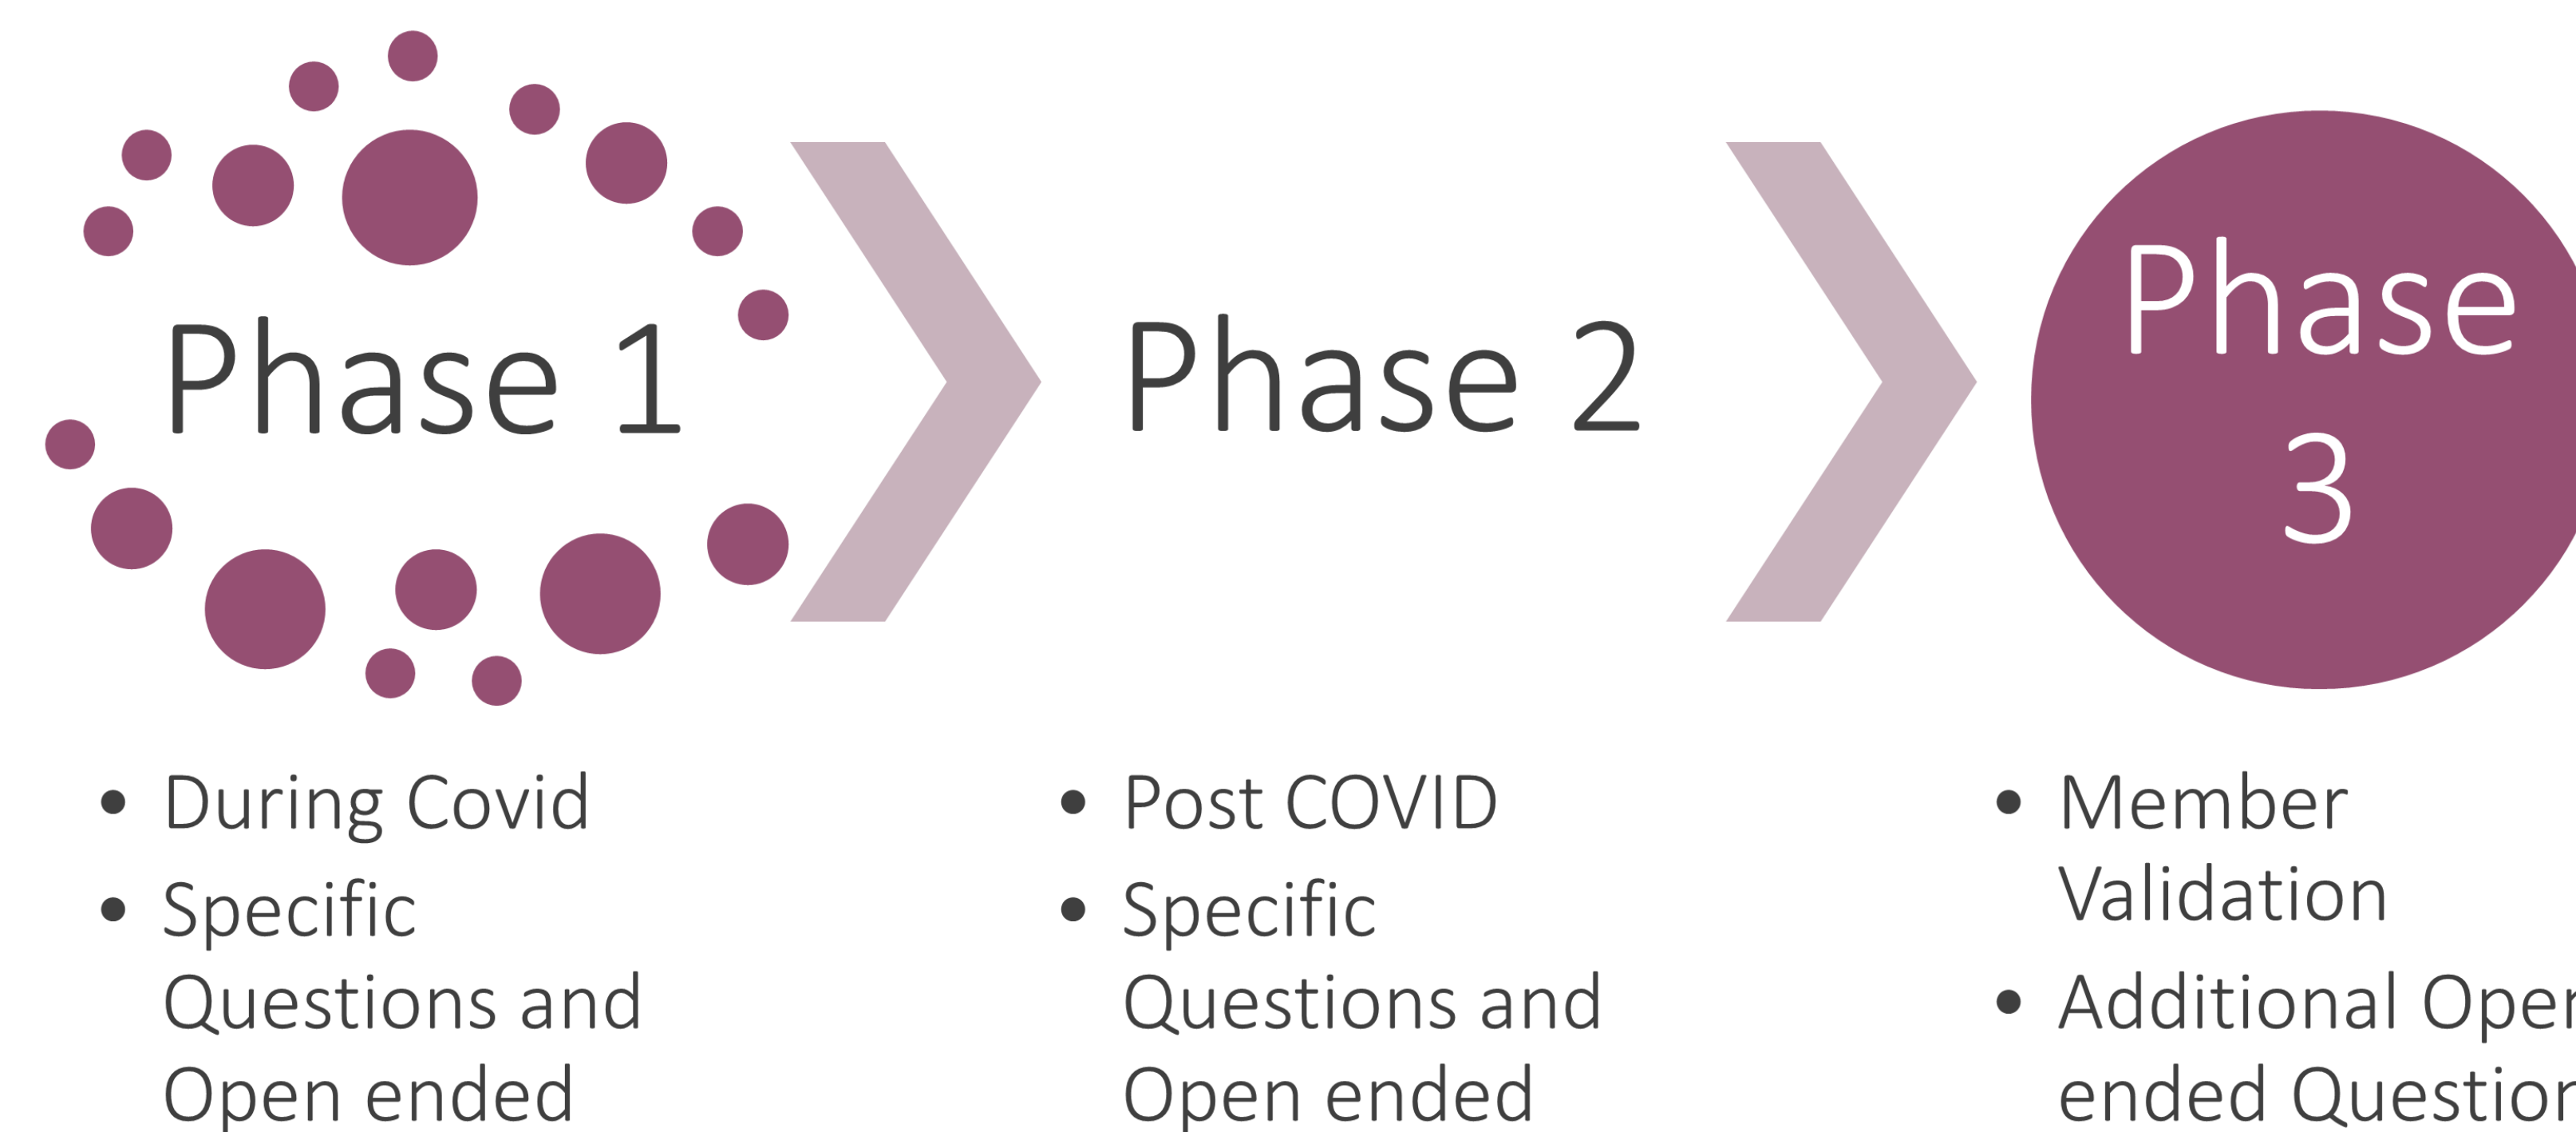 Phase 1
Phase 2
Phase
3
• During Covid
• Specific
Questions and
Open ended
• Post COVID
• Specific
Questions and
Open ended
• Member
Validation
• Additional
ended